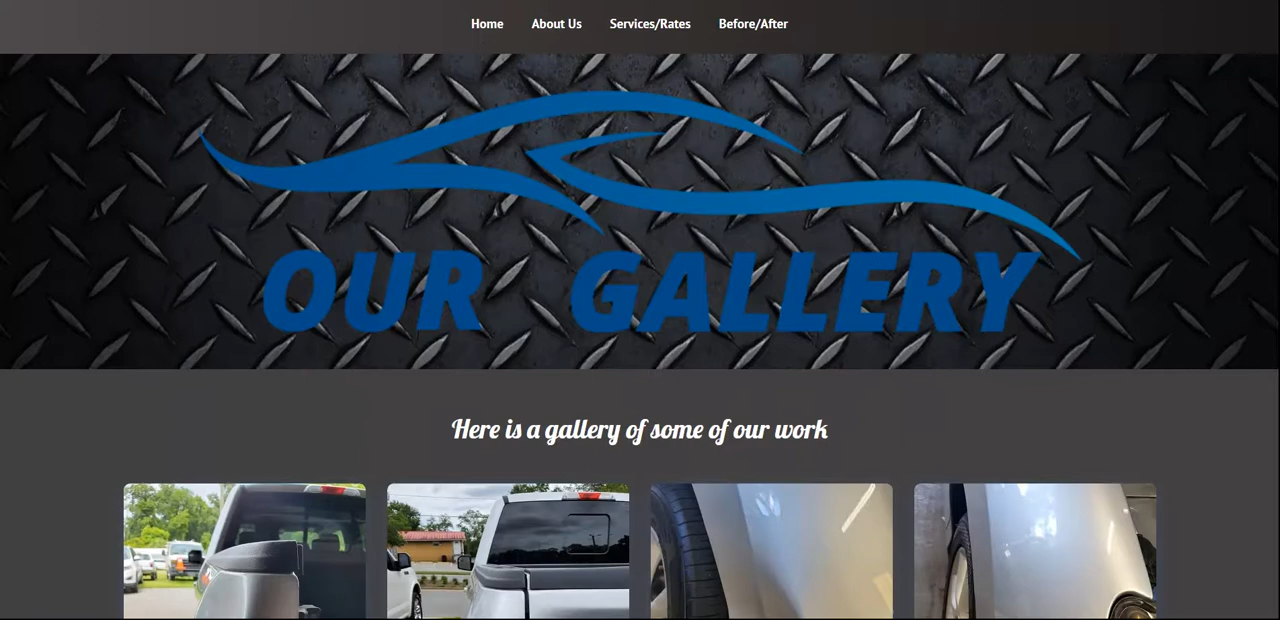 Home About Us Services/Rates Before/After
OUR GALLERY
Here is a gallery of some of our work